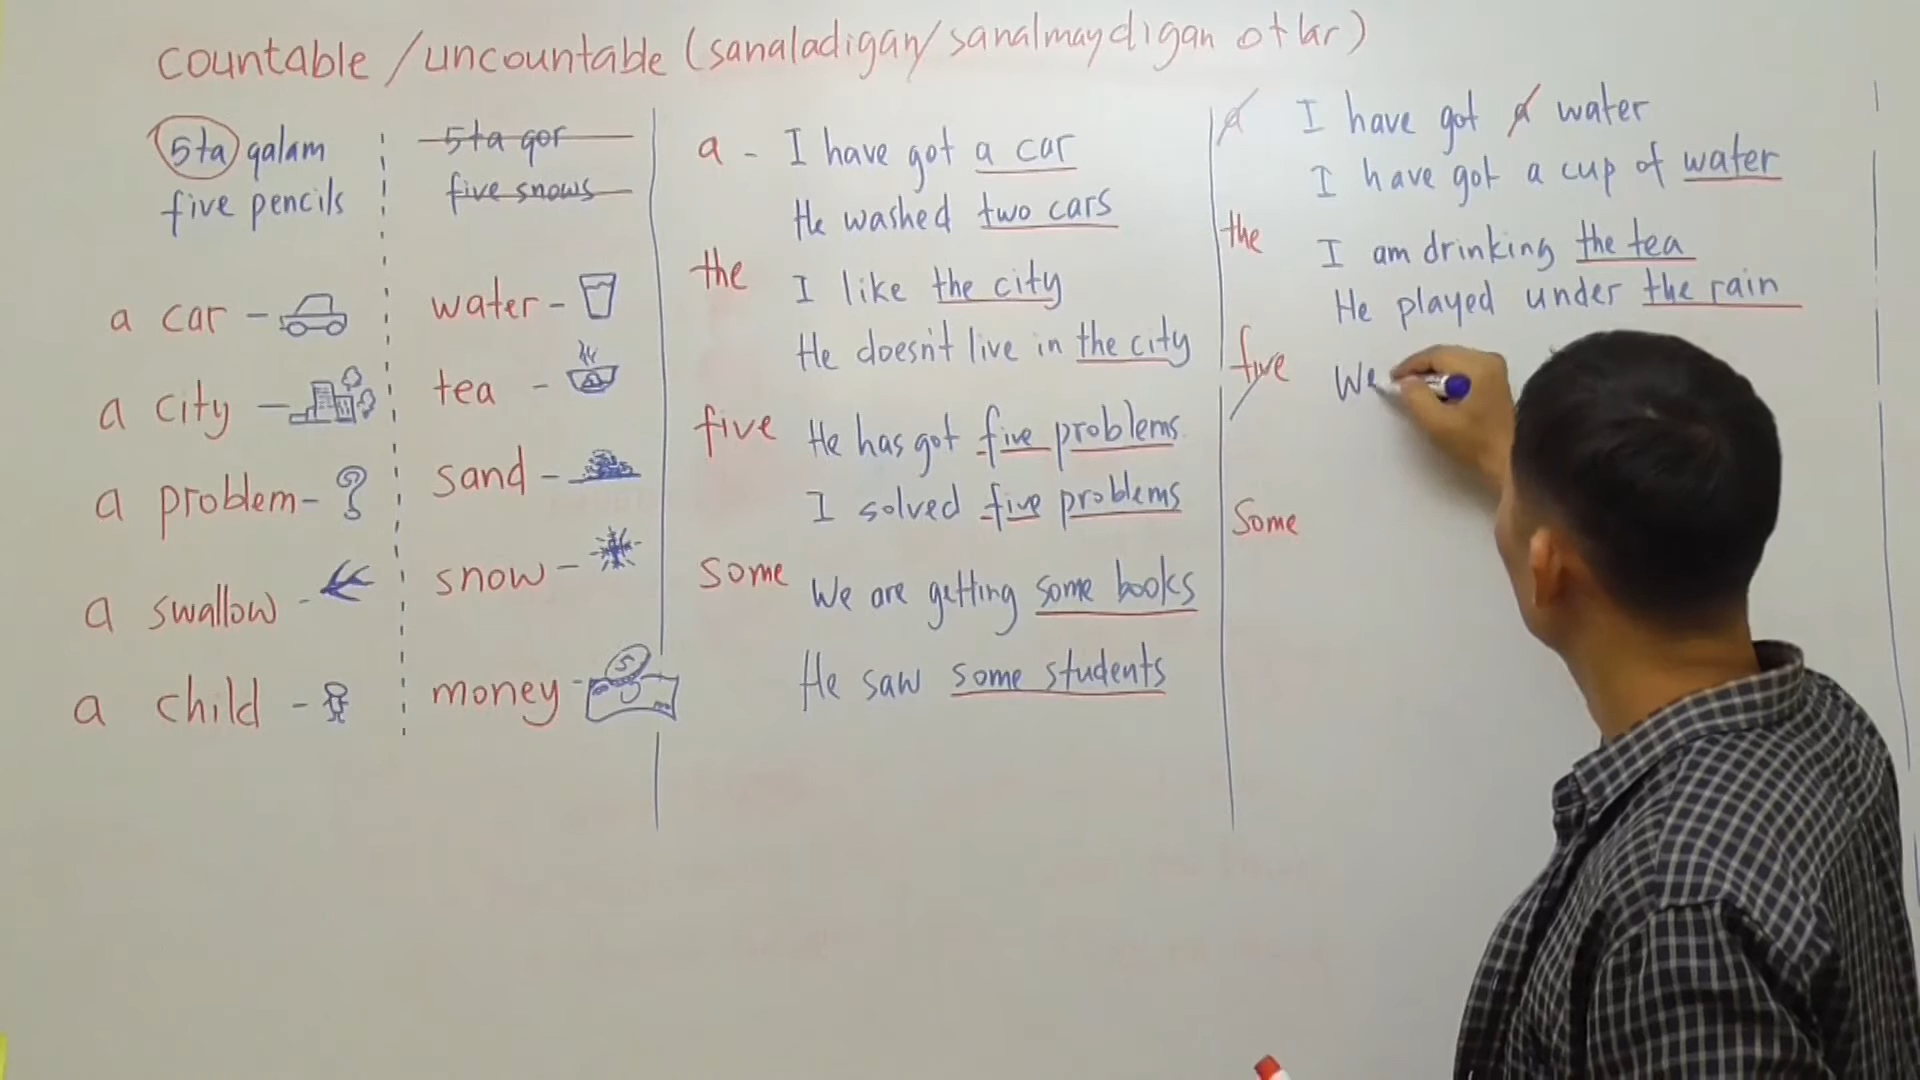 countable /uncountable (sanaladigan/sanalmaydigan otlar)
5ta qalam
five pencils
a car -
a city -
a problem -
a swallow -
a child -
5ta qor
five snows
water -
tea -
sand -
snow -
money -
5
a - I have got a car
He washed two cars
the I like the city
He doesn't live in the city
five He has got five problems
I solved five problems
some We are getting some books
He saw some students
a I have got a water
I have got a cup of water
the I am drinking the tea
He played under the rain
five We
Some